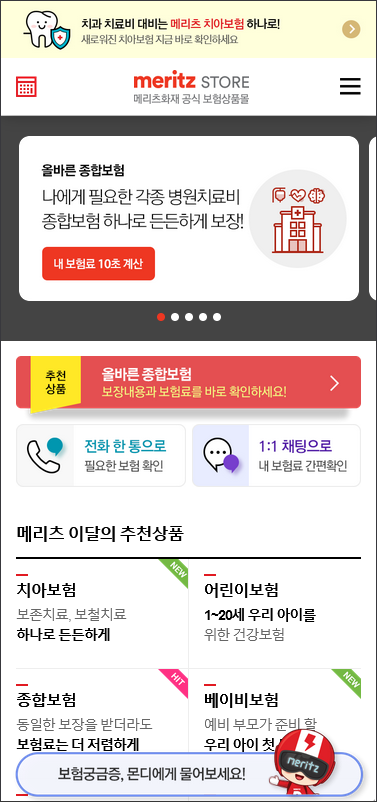 치과 치료비 대비는 메리츠 치아보험 하나로!
새로워진 치아보험 지금 바로 확인하세요
meritz STORE
메리츠화재 공식 보험상품몰
올바른 종합보험
나에게 필요한 각종 병원치료비
종합보험 하나로 든든하게 보장!
내 보험료 10초 계산
추천
상품
올바른 종합보험
보장내용과 보험료를 바로 확인하세요!
전화 한 통으로
필요한 보험 확인
1:1 채팅으로
내 보험료 간편확인
메리츠 이달의 추천상품
NEW
치아보험
보존치료, 보철치료
하나로 든든하게
어린이보험
1~20세 우리 아이를
위한 건강보험
HIT
종합보험
동일한 보장을 받더라도
보험료는 더 저렴하게
NEW
베이비보험
예비 부모가 준비 할
우리 아이 첫
보험궁금증, 몬디에게 물어보세요!
meritz